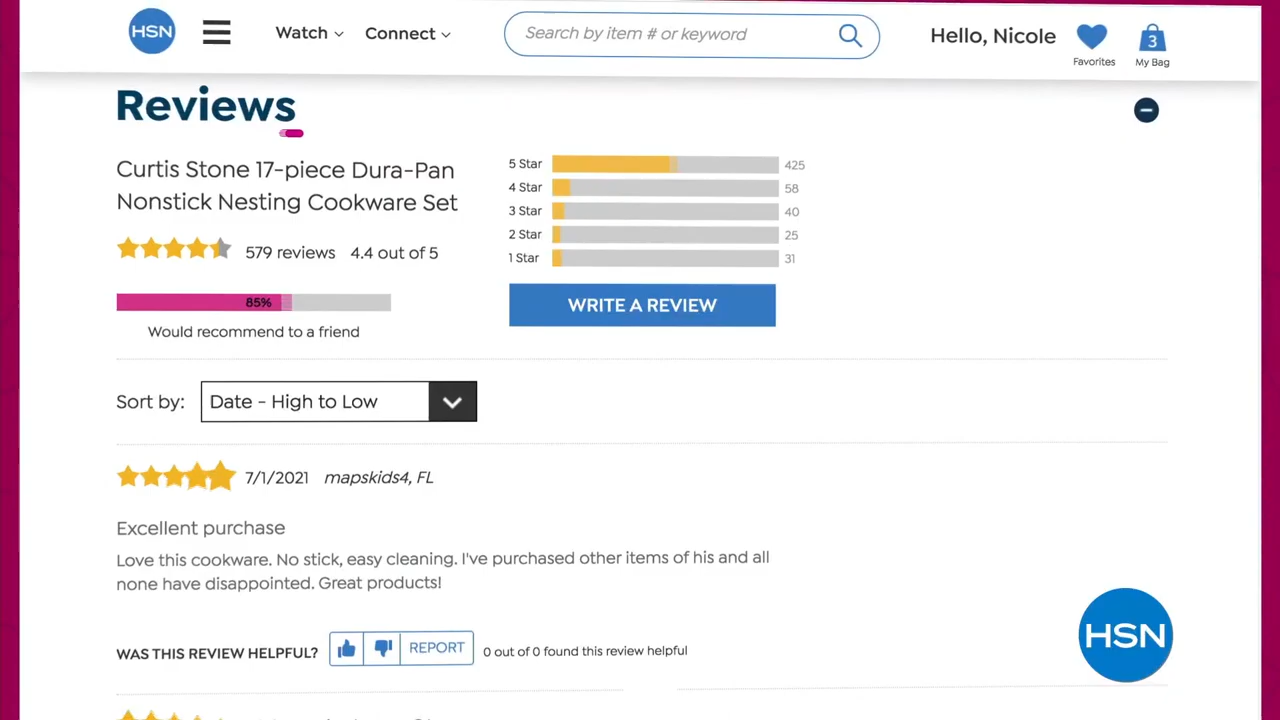 HSN
Watch
Connect
Search by item # or keyword
Hello, Nicole
Favorites
3
My Bag
Reviews
Curtis Stone 17-piece Dura-Pan
Nonstick Nesting Cookware Set
579 reviews 4.4 out of 5
85%
Would recommend to a friend
5 Star 425
4 Star 58
3 Star 40
2 Star 25
1 Star 31
WRITE A REVIEW
Sort by: Date - High to Low
7/1/2021 mapskids4, FL
Excellent purchase
Love this cookware. No stick, easy cleaning. I've purchased other items of his and all
none have disappointed. Great products!
WAS THIS REVIEW HELPFUL? REPORT 0 out of 0 found this review helpful
HSN